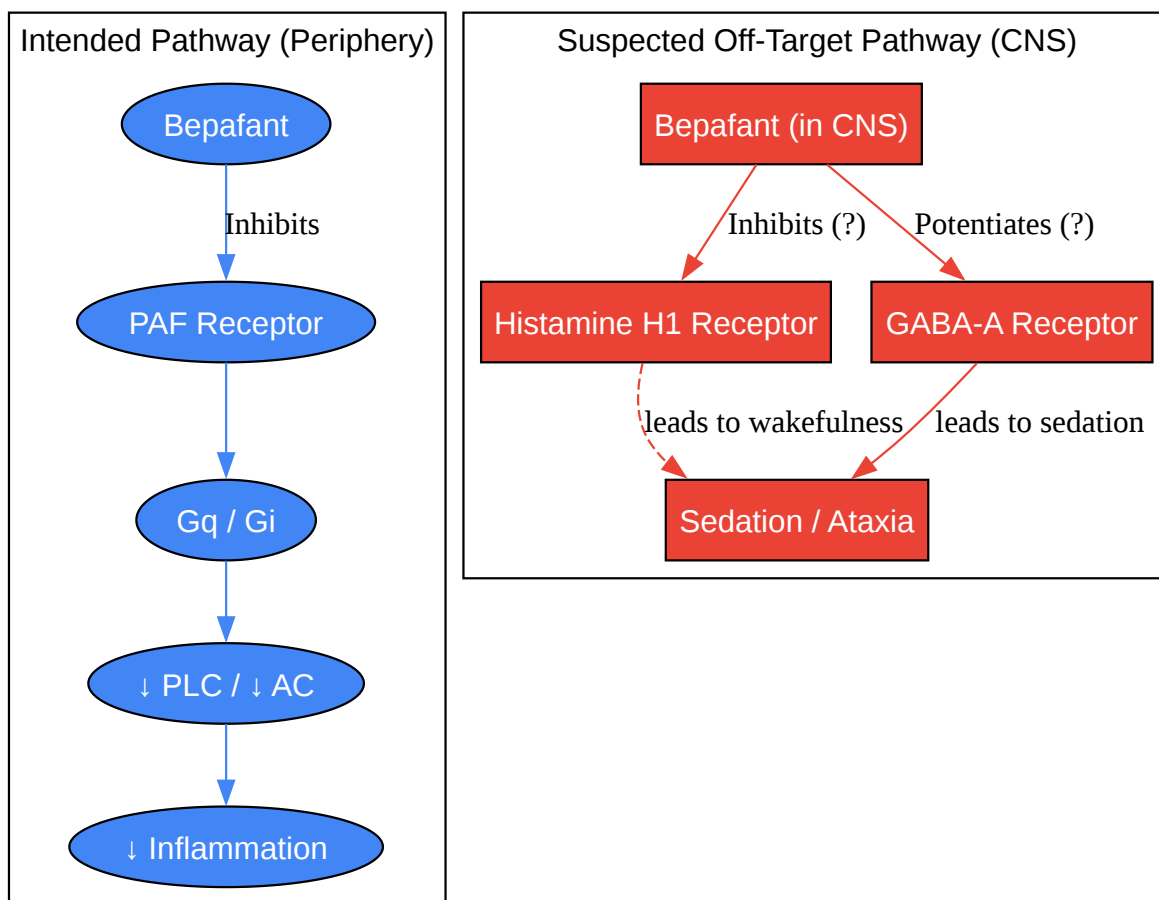 Intended Pathway (Periphery)
Bepafant
Inhibits
PAF Receptor
Gq / Gi
↓ PLC / ↓ AC
↓ Inflammation
Suspected Off-Target Pathway (CNS)
Bepafant (in CNS)
Inhibits (?)
Potentiates (?)
Histamine H1 Receptor
GABA-A Receptor
leads to wakefulness
leads to sedation
Sedation / Ataxia